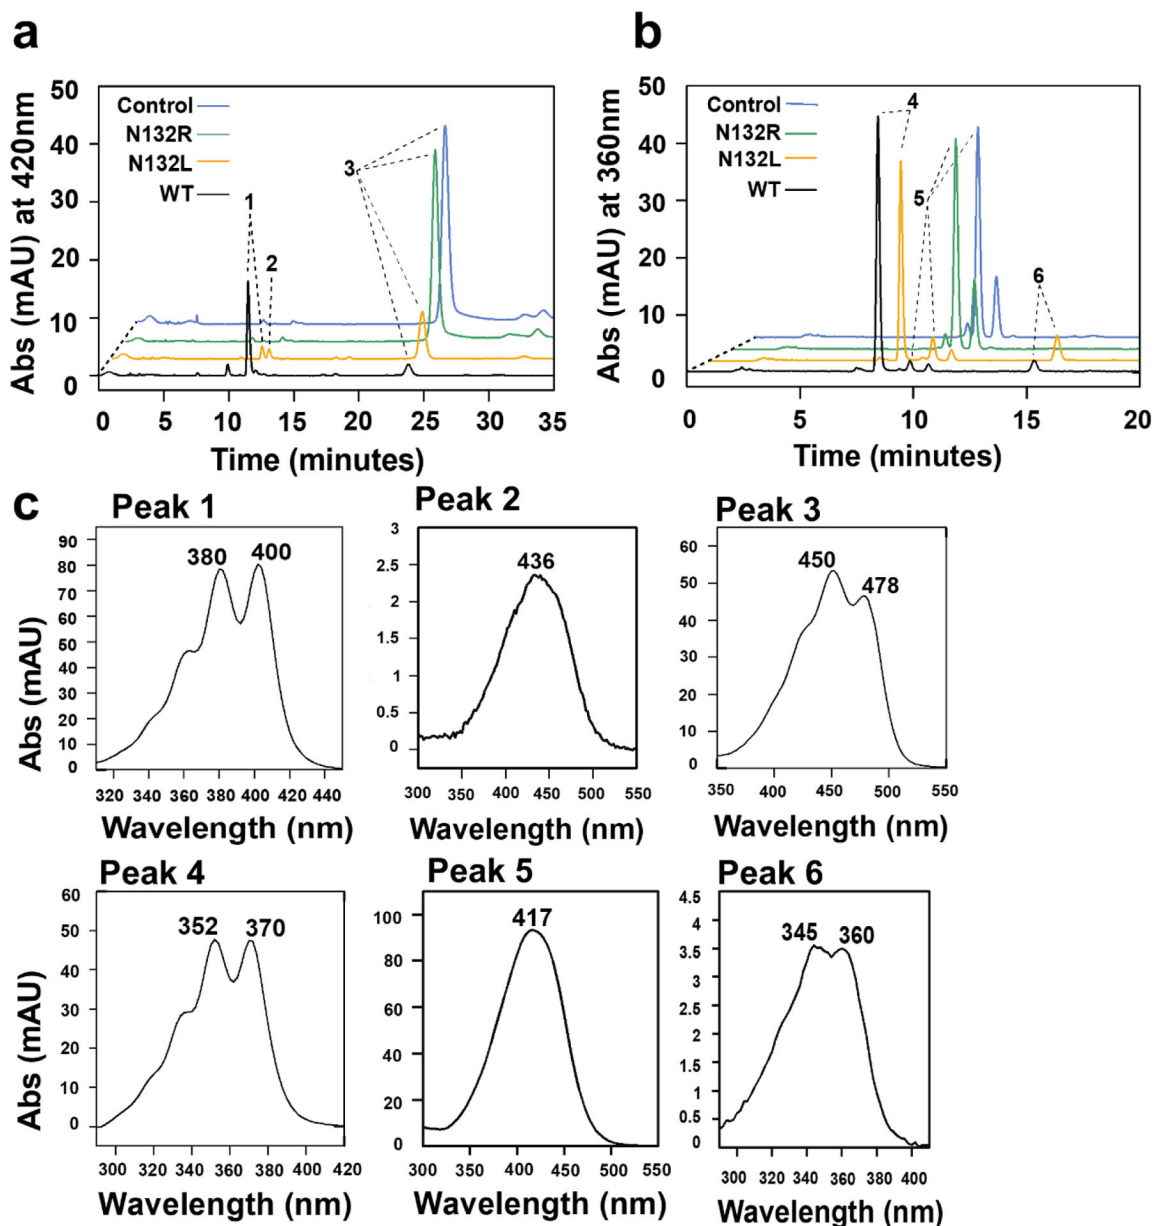 a
50
40
30
20
10
0
Abs (mAU) at 420nm
Control
N132R
N132L
WT
1
2
3
0 5 10 15 20 25 30 35
Time (minutes)
b
50
40
30
20
10
0
Abs (mAU) at 360nm
Control
N132R
N132L
WT
4
5
6
0 5 10 15 20
Time (minutes)
c
Peak 1
90
80
70
60
50
40
30
20
10
0
Abs (mAU)
380 400
320 340 360 380 400 420 440
Wavelength (nm)
Peak 2
3
2.5
2
1.5
1
0.5
0
436
300 350 400 450 500 550
Wavelength (nm)
Peak 3
60
50
40
30
20
10
0
450 478
350 400 450 500 550
Wavelength (nm)
Peak 4
60
50
40
30
20
10
0
Abs (mAU)
352 370
300 320 340 360 380 400 420
Wavelength (nm)
Peak 5
100
80
60
40
20
0
417
300 350 400 450 500 550
Wavelength (nm)
Peak 6
4.5
4
3.5
3
2.5
2
1.5
1
0.5
0
345 360
290 320 340 360 380 400
Wavelength (nm)